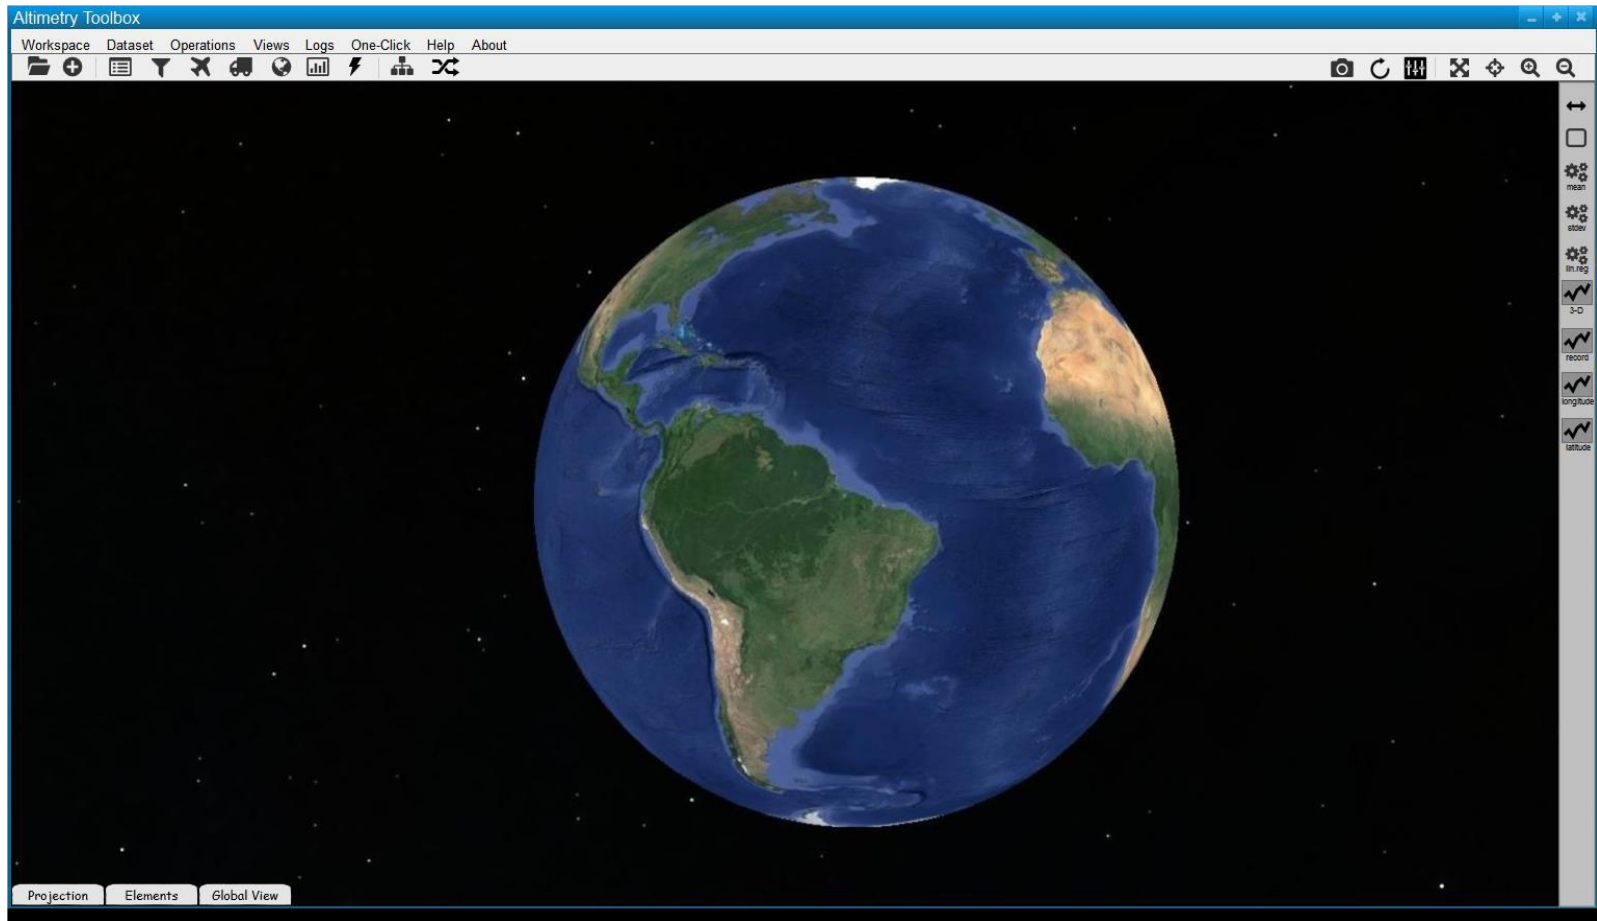 Altimetry Toolbox
Workspace Dataset Operations Views Logs One-Click Help About
mean
stdev
lin.reg
3-D
record
longitude
latitude
Projection Elements Global View